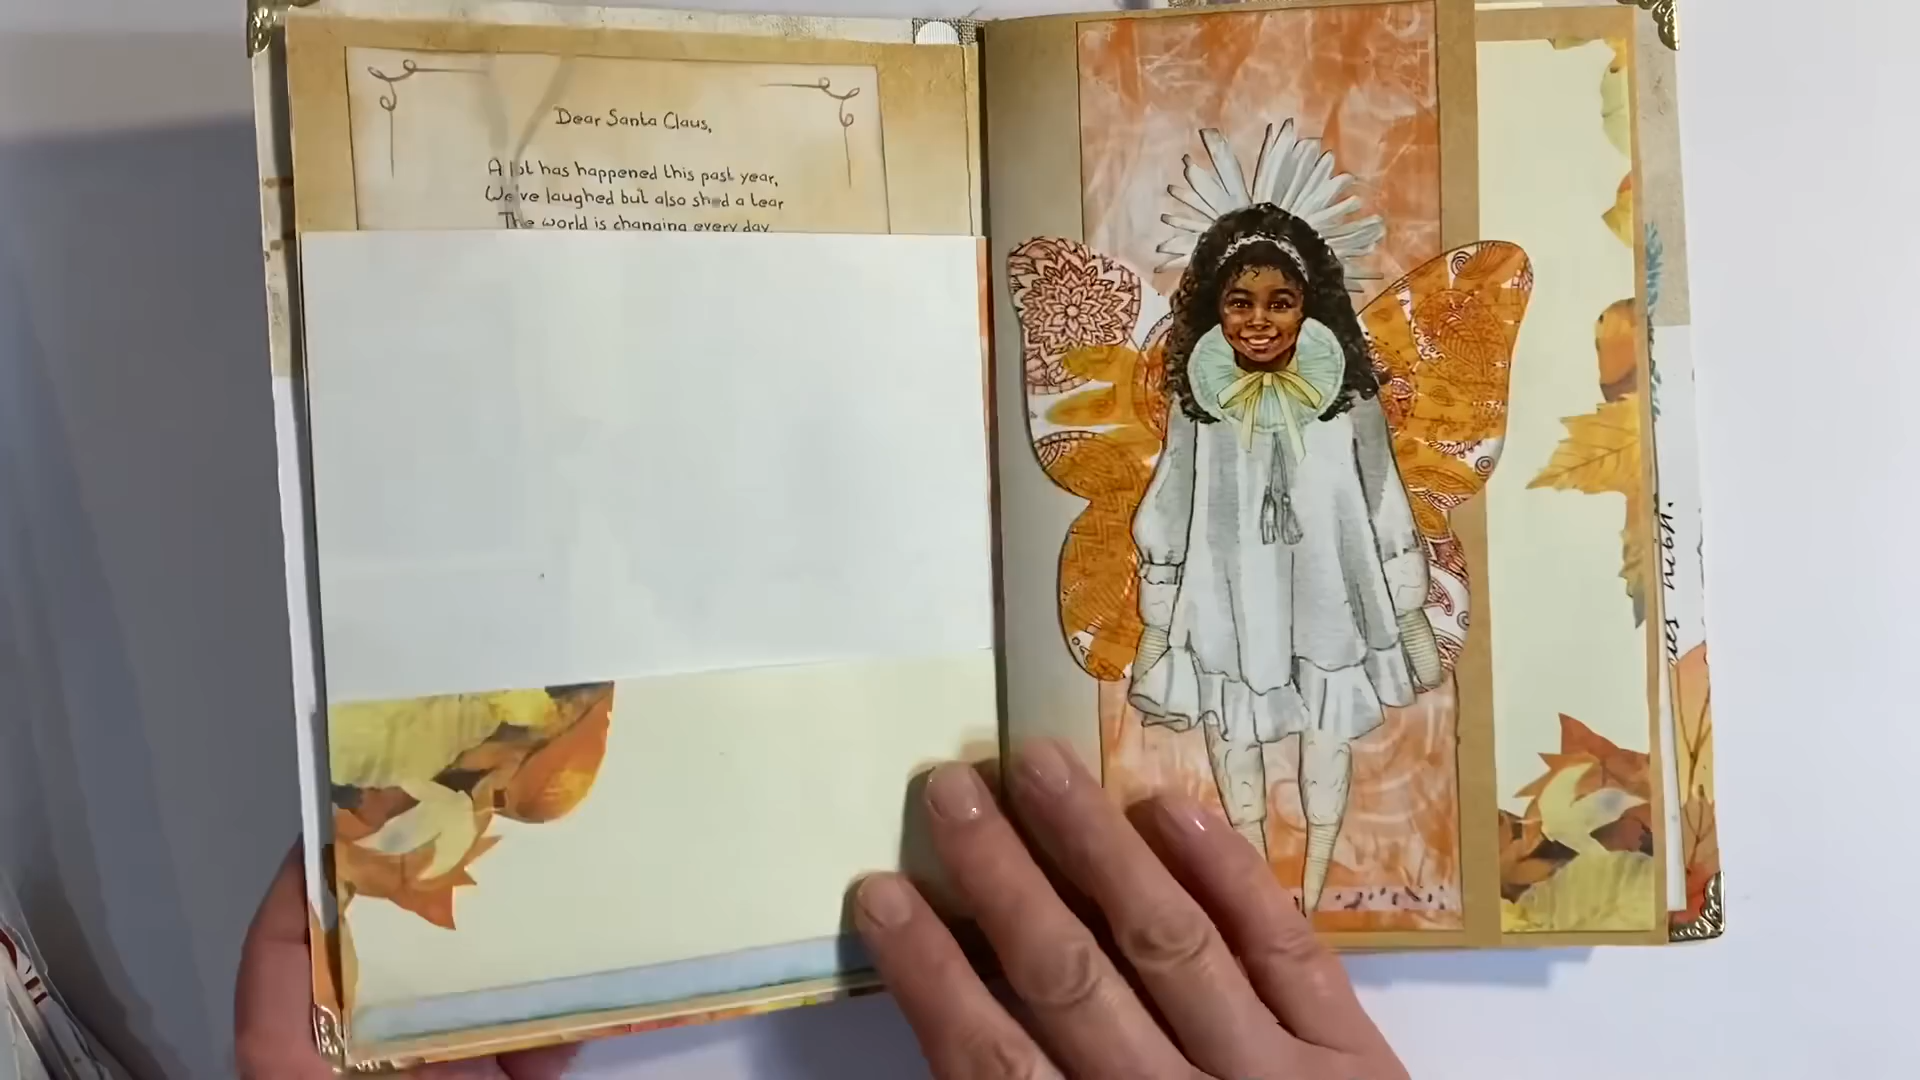 Dear Santa Claus,
A lot has happened this past year,
We've laughed but also shed a tear
The world is changing every day.